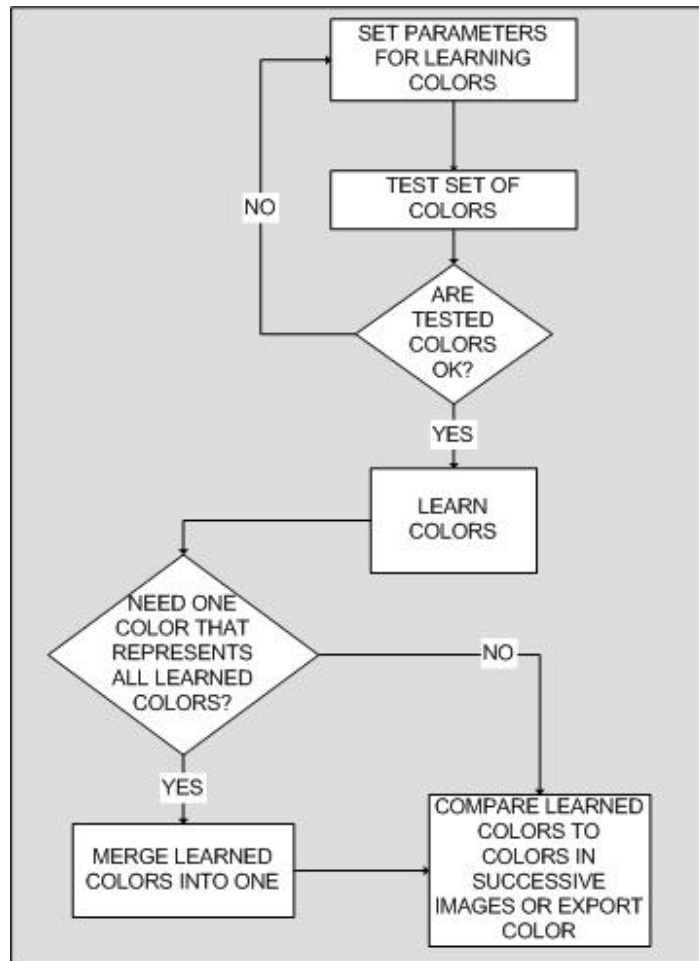 SET PARAMETERS
FOR LEARNING
COLORS
TEST SET OF
COLORS
NO
ARE
TESTED
COLORS
OK?
YES
LEARN
COLORS
NEED ONE
COLOR THAT
REPRESENTS
ALL LEARNED
COLORS?
NO
YES
MERGE LEARNED
COLORS INTO ONE
COMPARE LEARNED
COLORS TO
COLORS IN
SUCCESSIVE
IMAGES OR EXPORT
COLOR